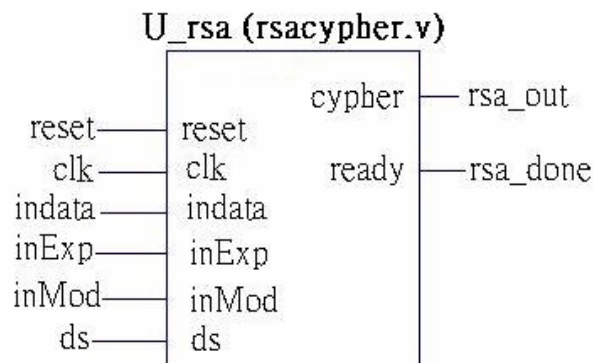 U_rsa (rsacypher.v)
cypher rsa_out
reset reset
clk clk ready rsa_done
indata indata
inExp inExp
inMod inMod
ds ds